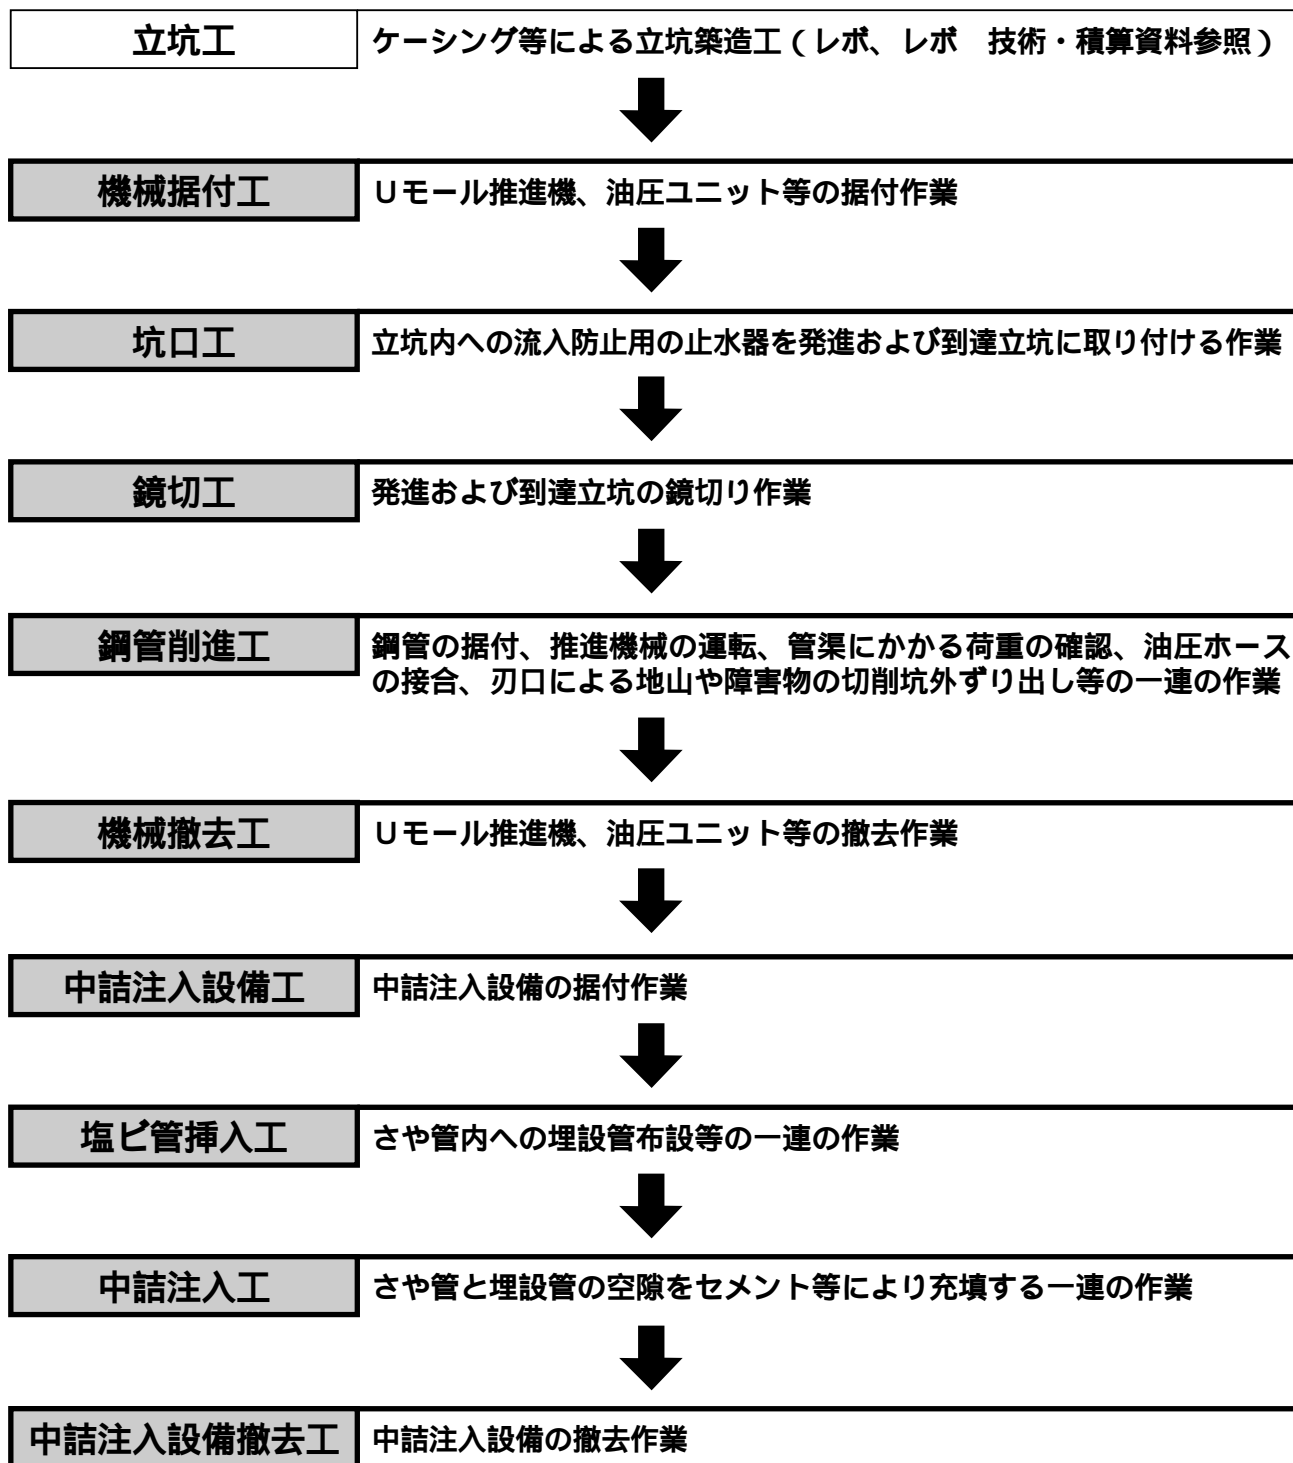 立坑工
ケーシング等による立坑築造工(レボ、レボ　技術・積算資料参照)
機械据付工
Uモール推進機、油圧ユニット等の据付作業
坑口工
立坑内への流入防止用の止水器を発進および到達立坑に取り付ける作業
鏡切工
発進および到達立坑の鏡切り作業
鋼管削進工
鋼管の据付、推進機械の運転、管渠にかかる荷重の確認、油圧ホース
の接合、刃口による地山や障害物の切削坑外ずり出し等の一連の作業
機械撤去工
Uモール推進機、油圧ユニット等の撤去作業
中詰注入設備工
中詰注入設備の据付作業
塩ビ管挿入工
さや管内への埋設管布設等の一連の作業
中詰注入工
さや管と埋設管の空隙をセメント等により充填する一連の作業
中詰注入設備撤去工
中詰注入設備の撤去作業